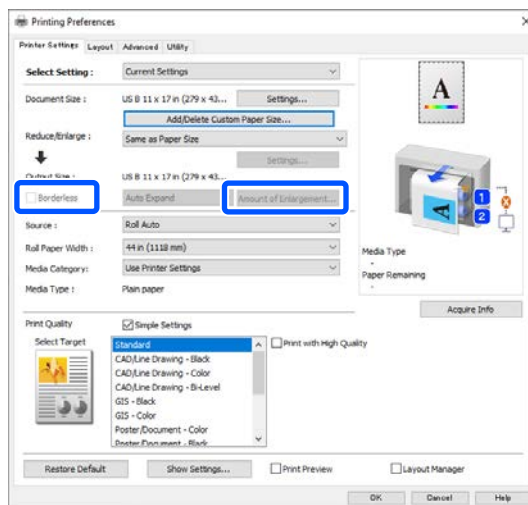 Printing Preferences
Printer Settings Layout Advanced Utility
Select Setting : Current Settings
Document Size : US B 11 x 17 in (279 x 43... Settings...
Add/Delete Custom Paper Size...
Reduce/Enlarge : Same as Paper Size
Settings...
Output Size : US B 11 x 17 in (279 x 43...
Borderless Auto Expand Amount of Enlargement...
Source : Roll Auto
Roll Paper Width : 44 in (1118 mm)
Media Category: Use Printer Settings
Media Type : Plain paper
A
A
1
2
Media Type
-
Paper Remaining
-
Acquire Info
Print Quality Simple Settings
Select Target
Standard
CAD/Line Drawing - Black
CAD/Line Drawing - Color
CAD/Line Drawing - Bi-Level
GIS - Black
GIS - Color
Poster/Document - Color
Poster/Document - Black
Print with High Quality
Restore Default Show Settings... Print Preview Layout Manager
OK Cancel Help